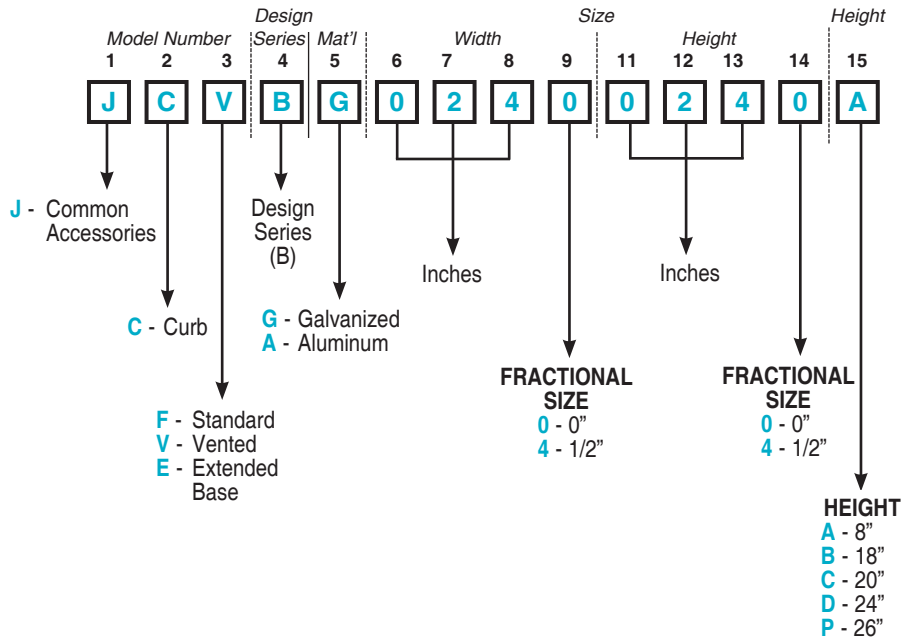 Design Size Height
Model Number Series Mat'l Width Height
1 2 3 4 5 6 7 8 9 11 12 13 14 15
J C V B G 0 2 4 0 0 2 4 0 A
J - Common
Accessories
Design
Series
(B)
Inches
Inches
C - Curb
G - Galvanized
A - Aluminum
F - Standard
V - Vented
E - Extended
Base
FRACTIONAL
SIZE
0 - 0”
4 - 1/2”
FRACTIONAL
SIZE
0 - 0”
4 - 1/2”
HEIGHT
A - 8”
B - 18”
C - 20”
D - 24”
P - 26”